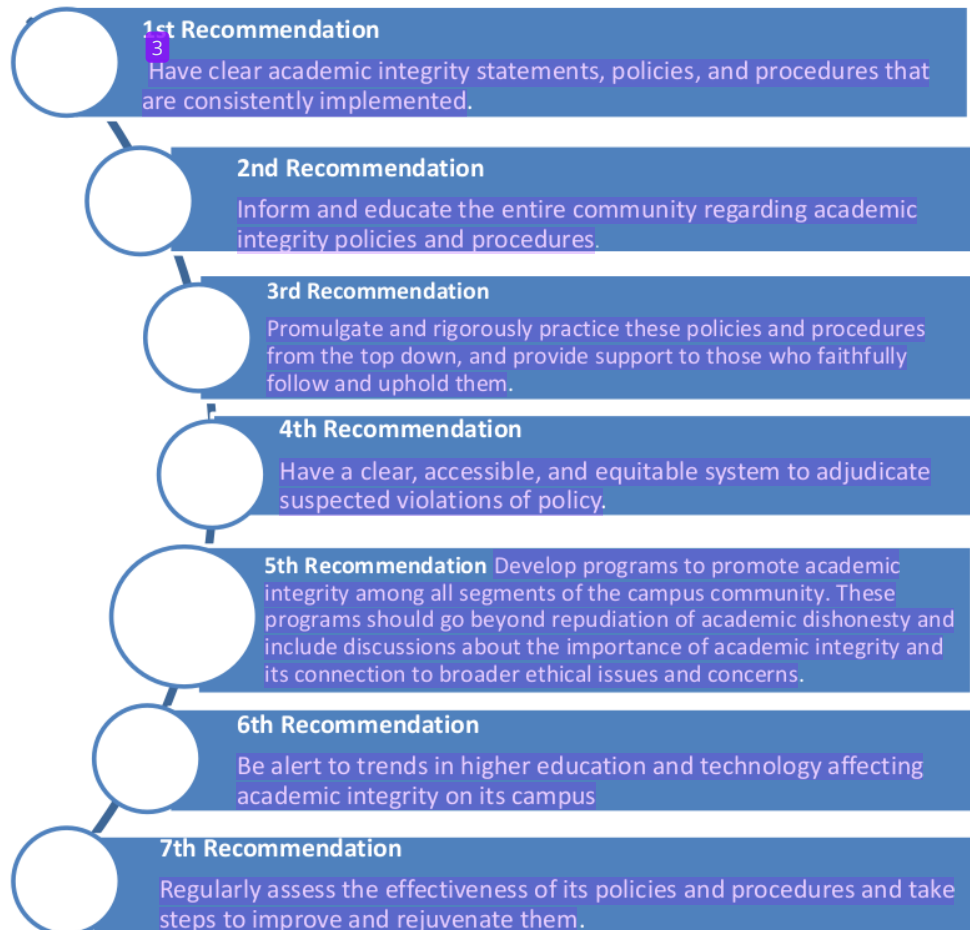 1st Recommendation
3
Have clear academic integrity statements, policies, and procedures that
are consistently implemented.
2nd Recommendation
Inform and educate the entire community regarding academic
integrity policies and procedures.
3rd Recommendation
Promulgate and rigorously practice these policies and procedures
from the top down, and provide support to those who faithfully
follow and uphold them.
4th Recommendation
Have a clear, accessible, and equitable system to adjudicate
suspected violations of policy.
5th Recommendation Develop programs to promote academic
integrity among all segments of the campus community. These
programs should go beyond repudiation of academic dishonesty and
include discussions about the importance of academic integrity and
its connection to broader ethical issues and concerns.
6th Recommendation
Be alert to trends in higher education and technology affecting
academic integrity on its campus
7th Recommendation
Regularly assess the effectiveness of its policies and procedures and take
steps to improve and rejuvenate them.